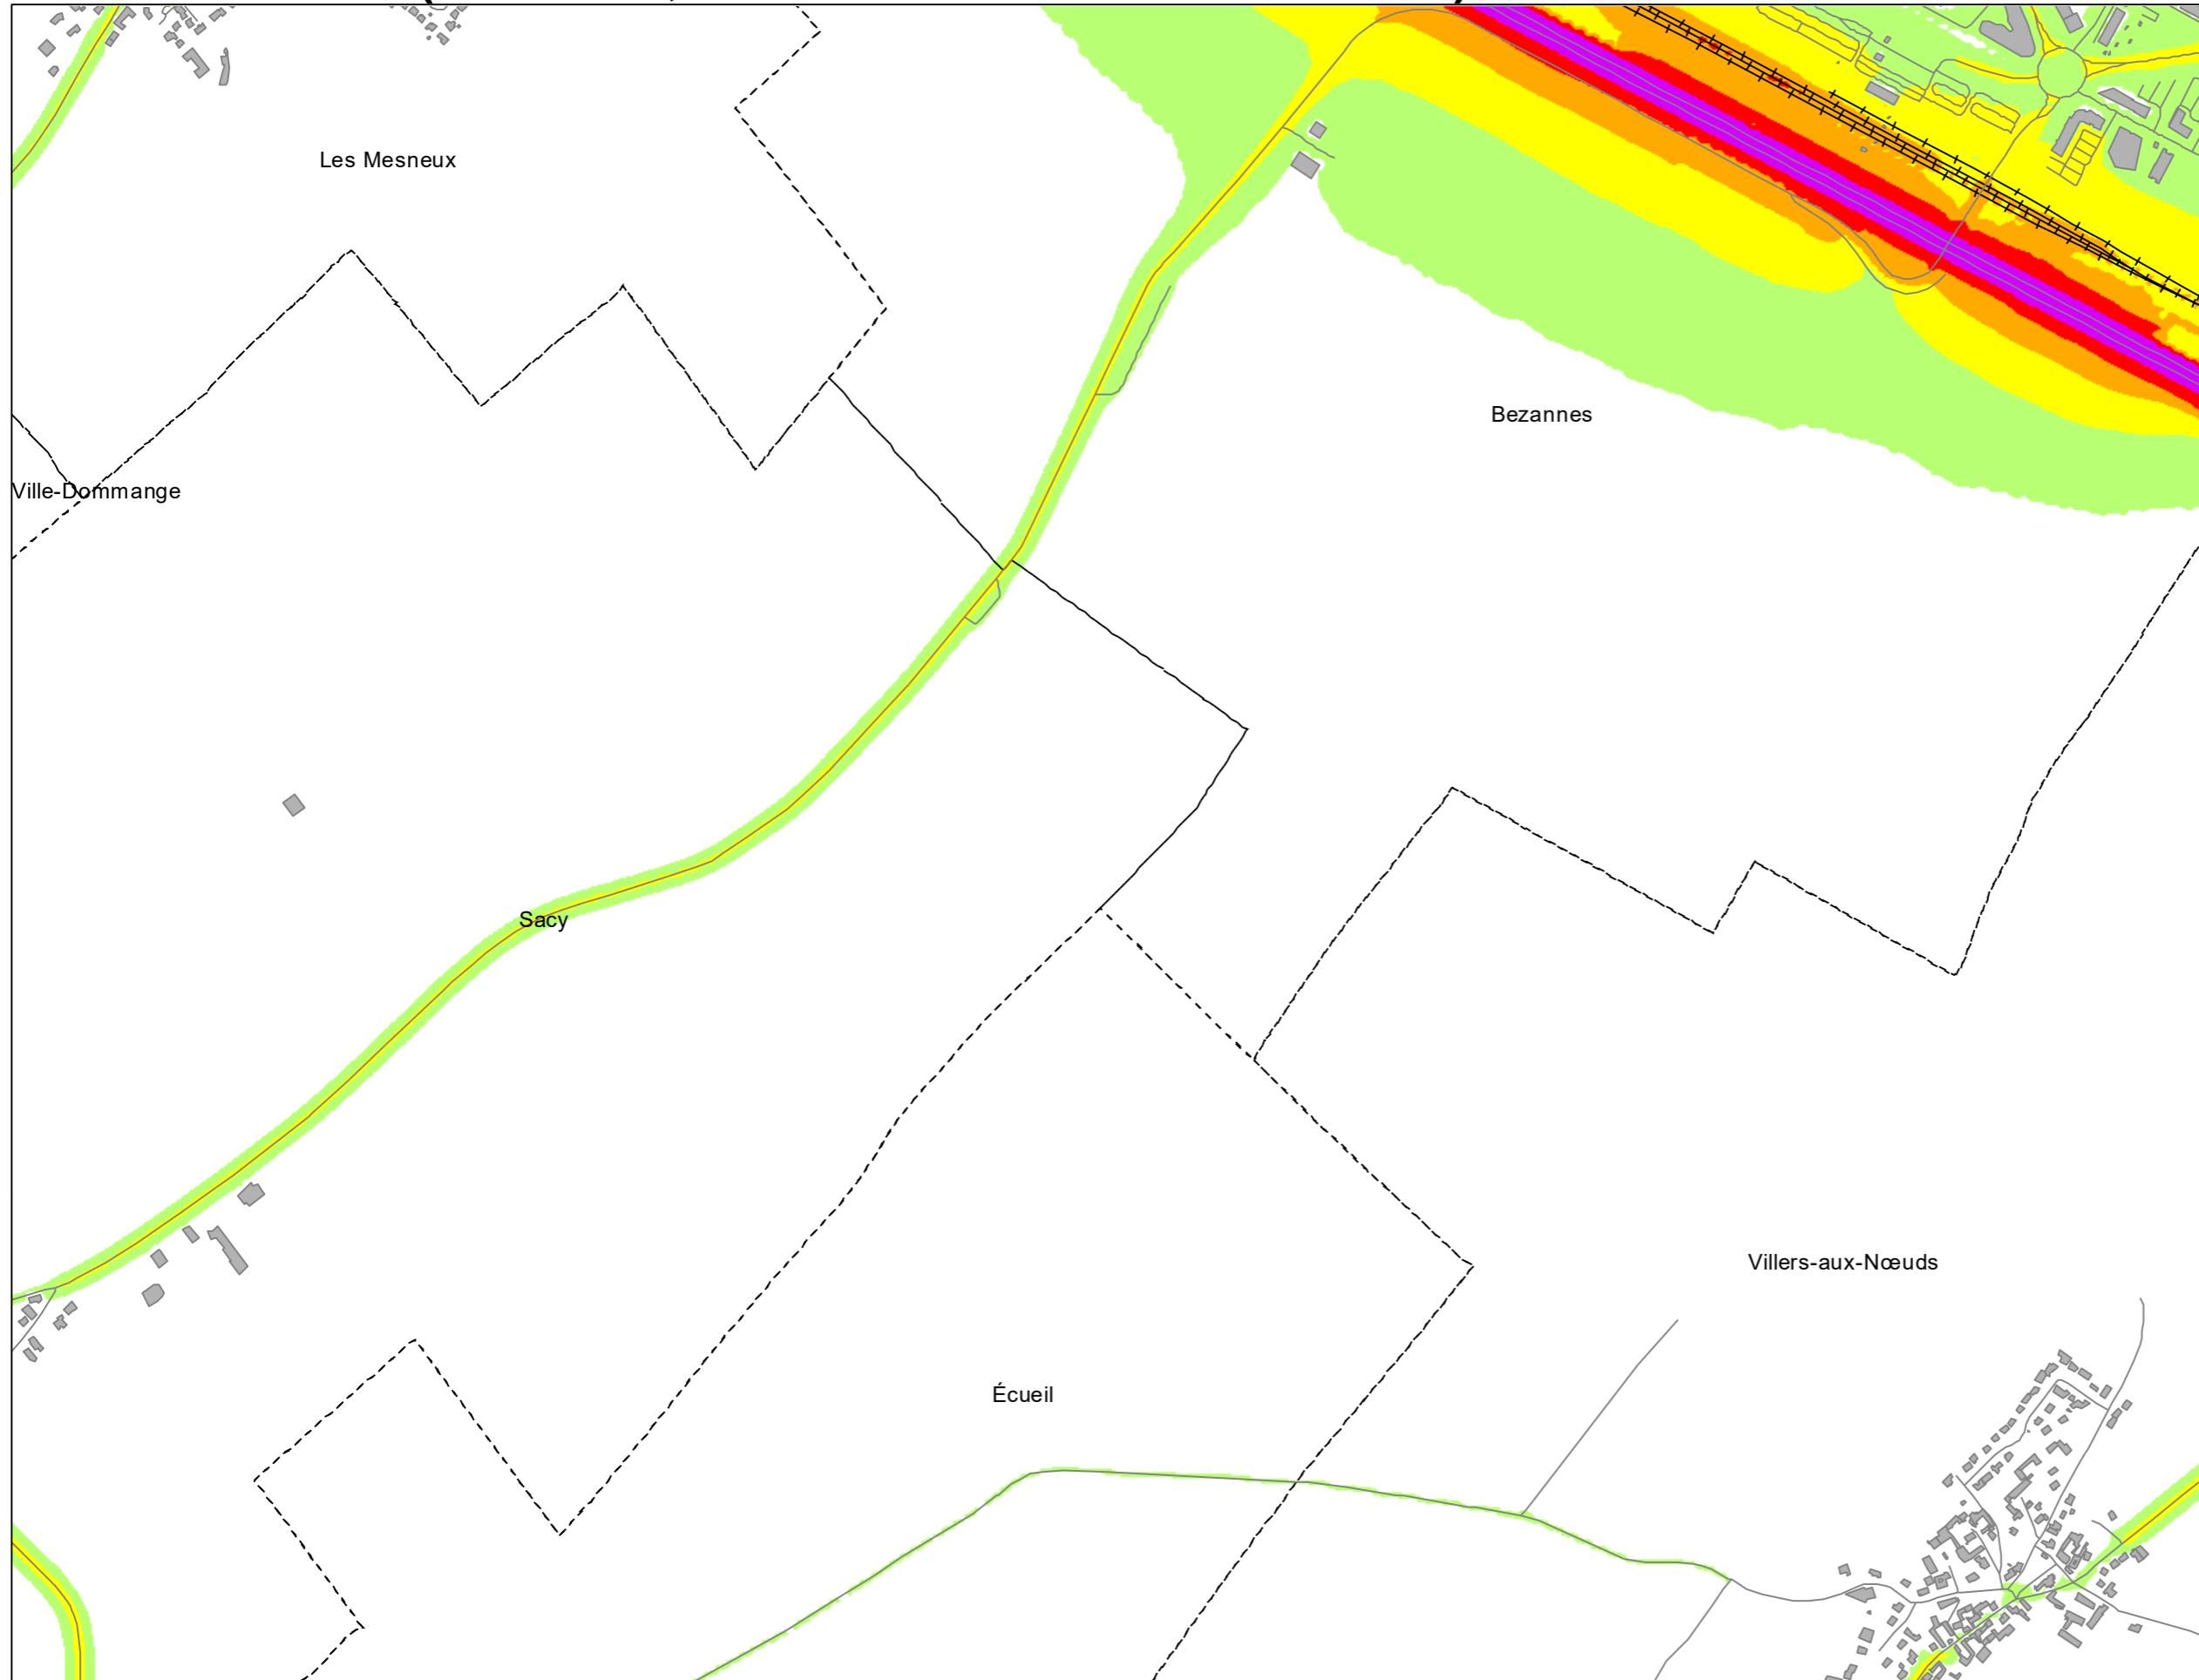 Les Mesneux
Bezannes
Ville-Dommange
Sacy
Villers-aux-Nœuds
Écueil